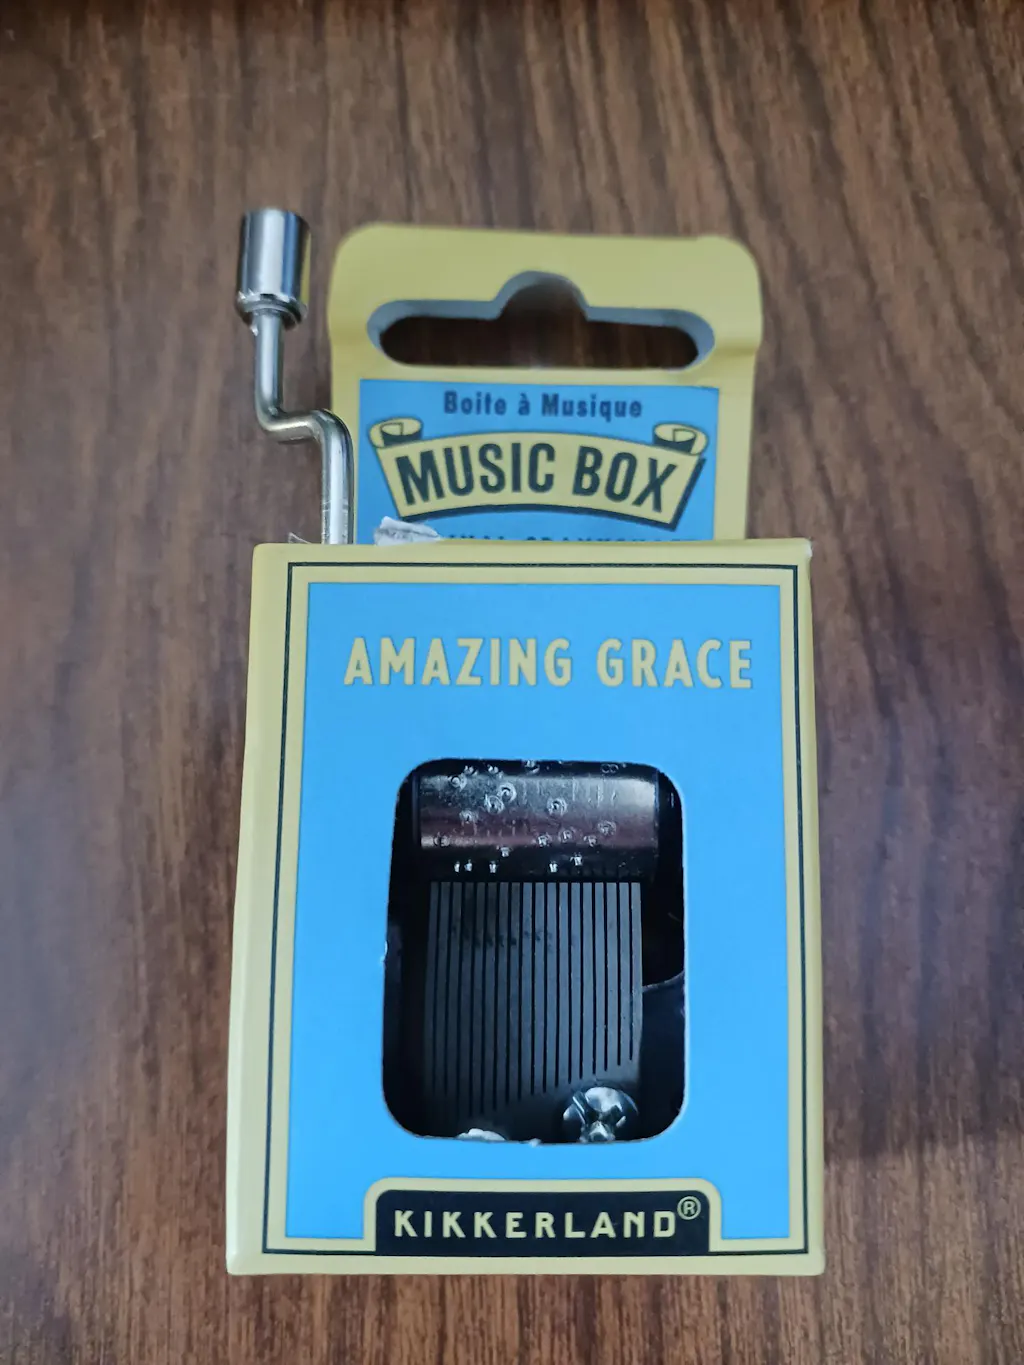 Boite à Musique
MUSIC BOX
AMAZING GRACE
KIKKERLAND®